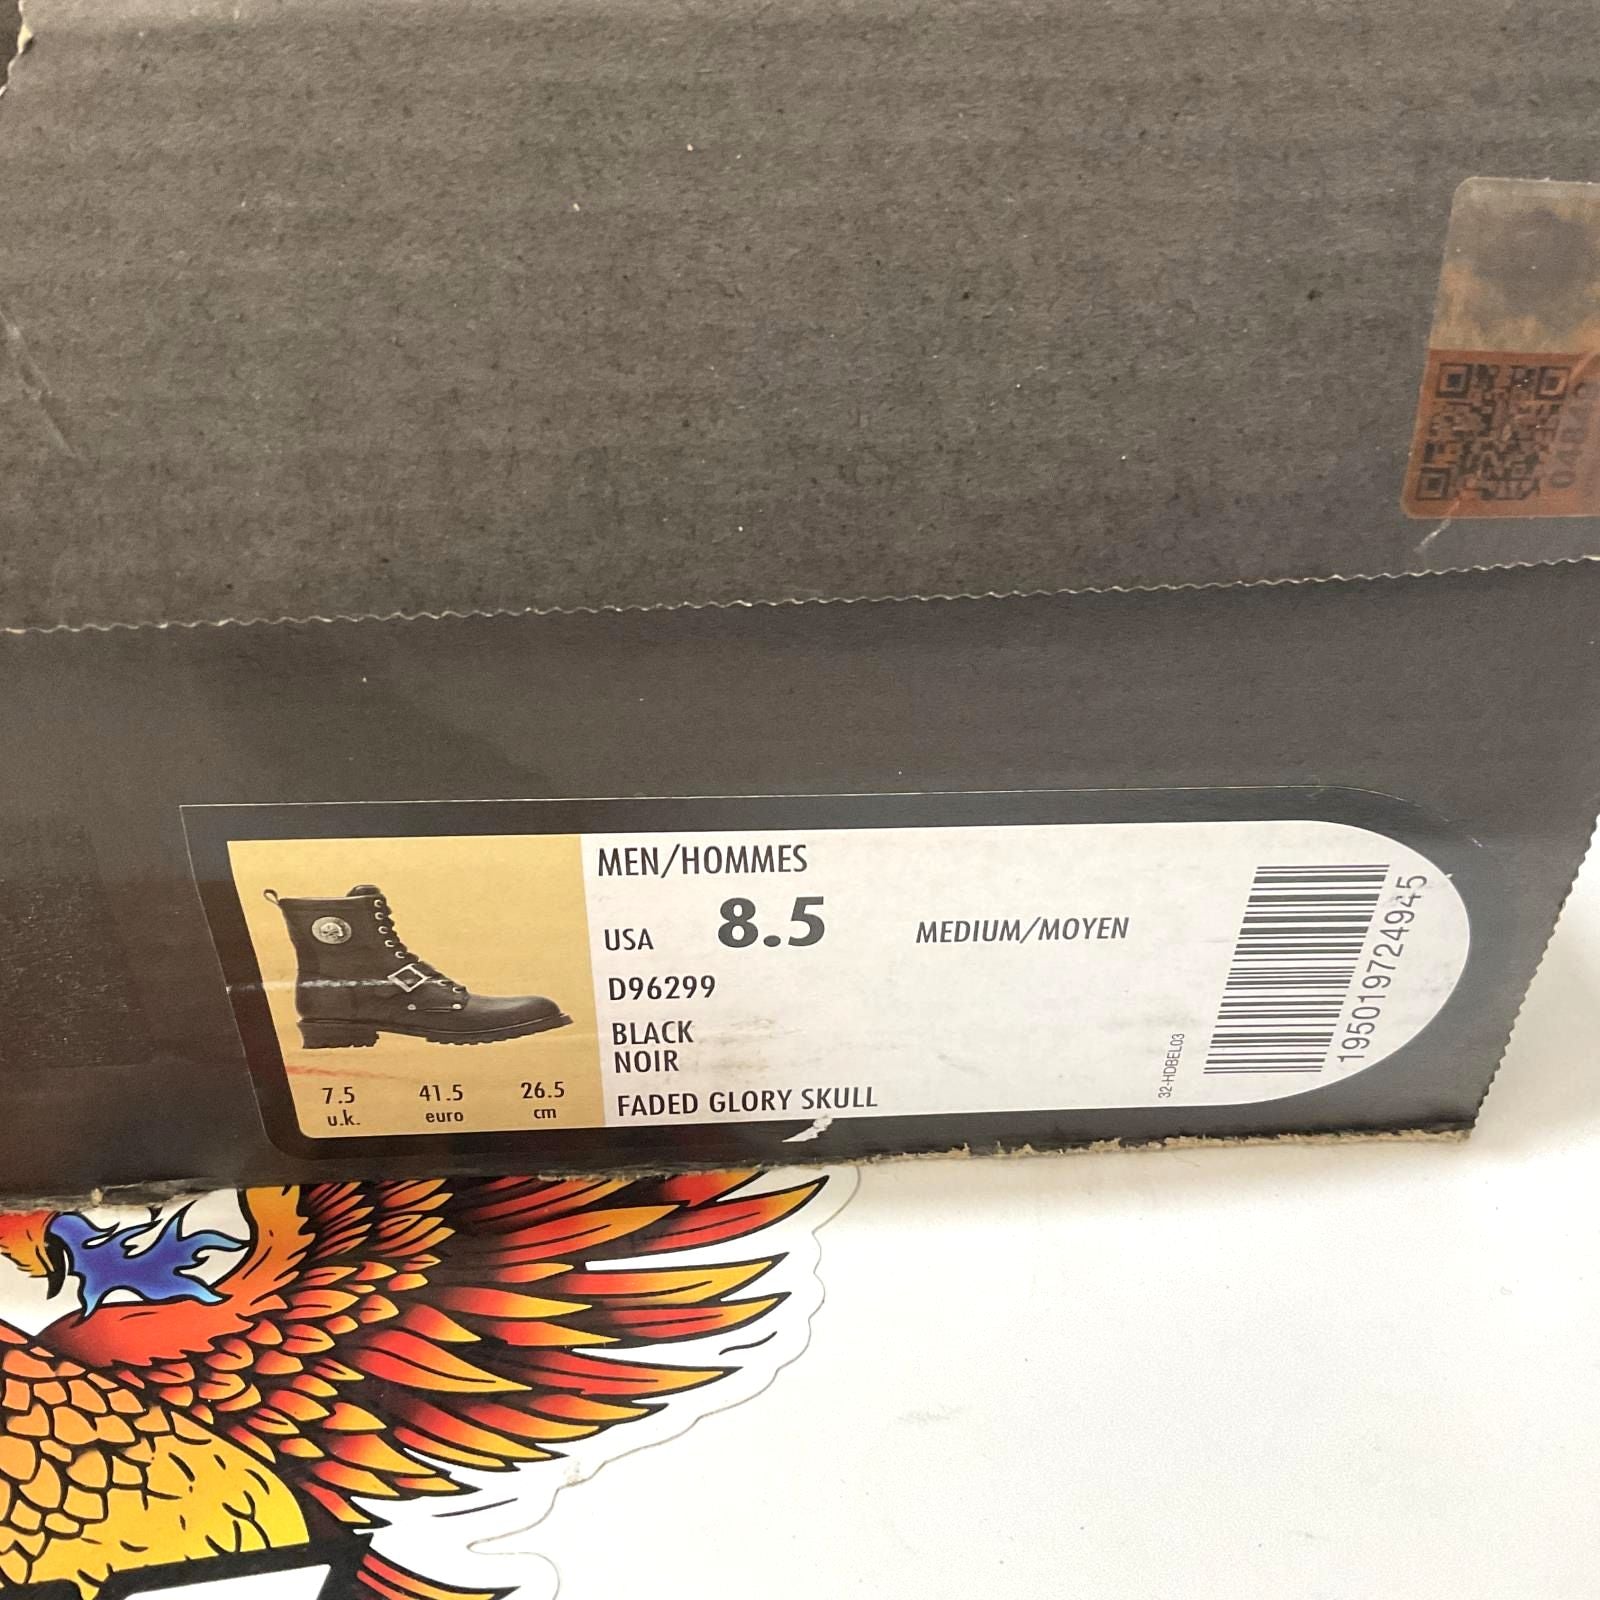 048
MEN/HOMMES
USA 8.5 MEDIUM/MOYEN
D96299
BLACK
NOIR
FADED GLORY SKULL
7.5 41.5 26.5
u.k. euro cm
32-HDBEL03
195019724945